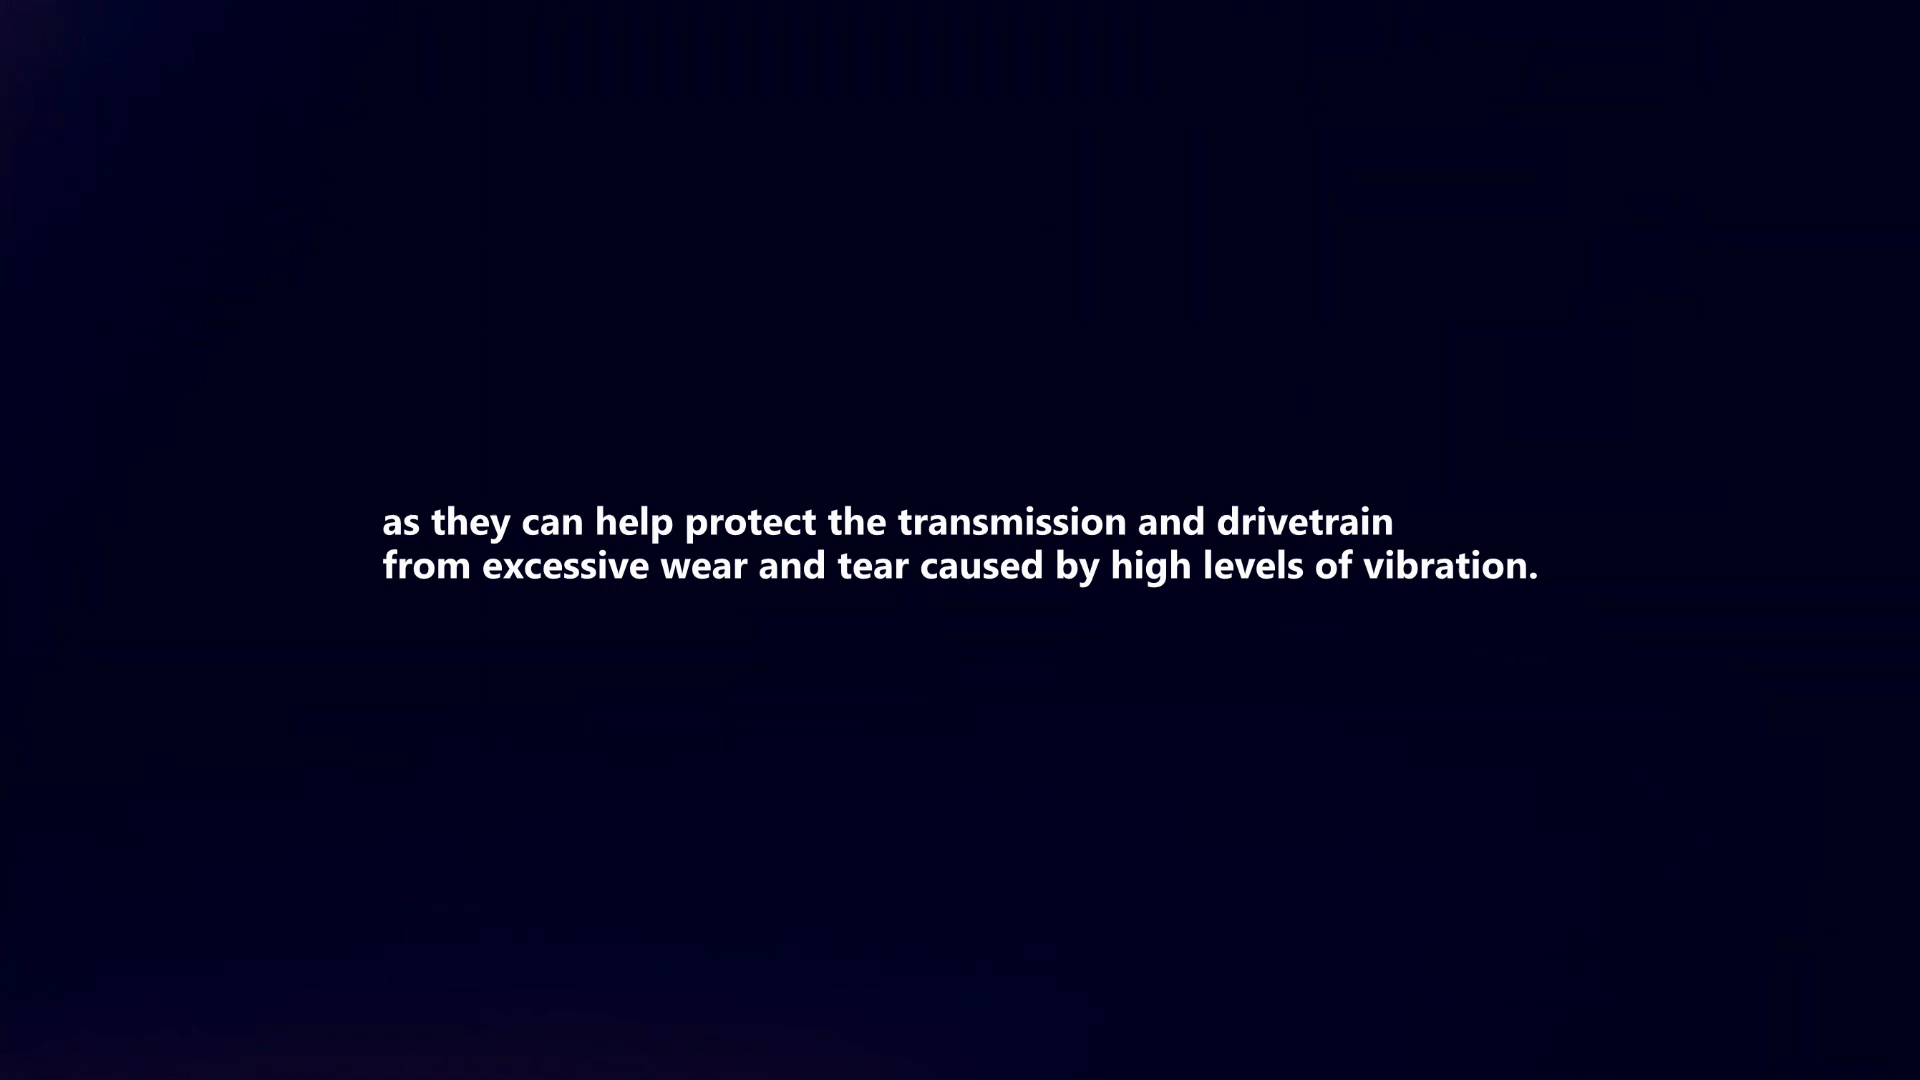 as they can help protect the transmission and drivetrain
from excessive wear and tear caused by high levels of vibration.